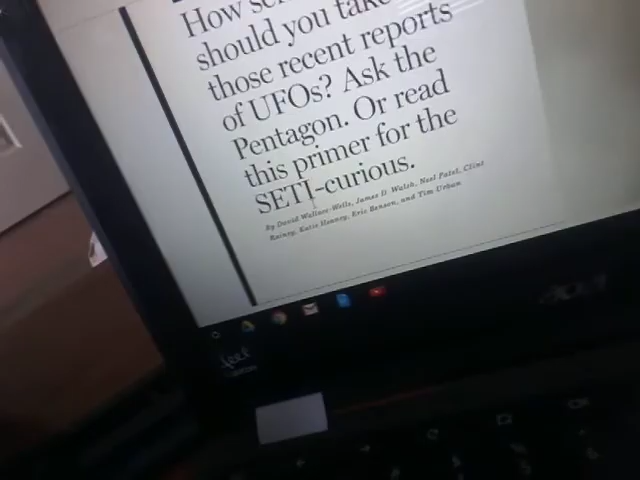 How
should you take
those recent reports
of UFOs? Ask the
Pentagon. Or read
this primer for the
SETI-curious.
By David Wallace-Wells, James D. Walsh, Neel Patel, Clint
Rainey, Katie Heaney, Eric Benson, and Tim Urban
acer